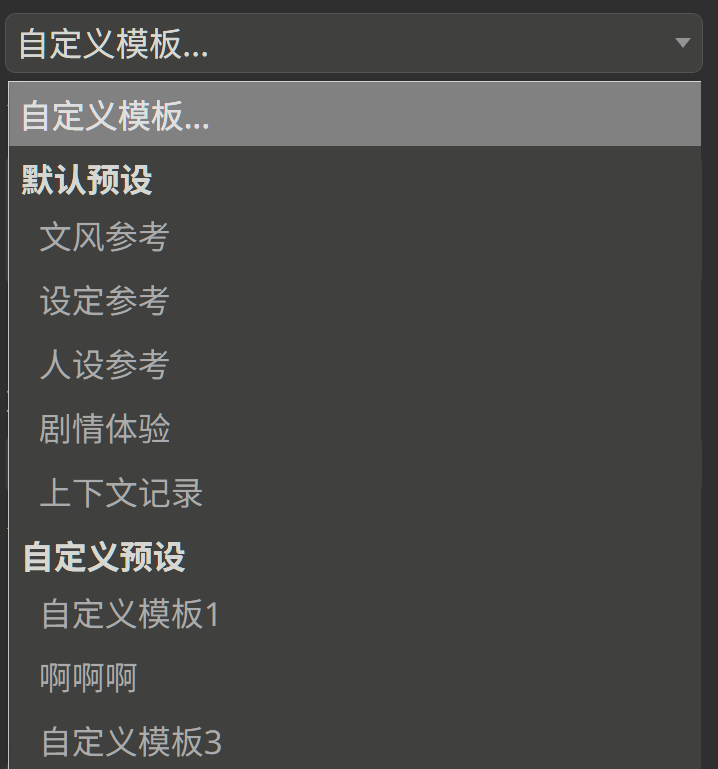 自定义模板...
自定义模板...
默认预设
文风参考
设定参考
人设参考
剧情体验
上下文记录
自定义预设
自定义模板1
啊啊啊
自定义模板3